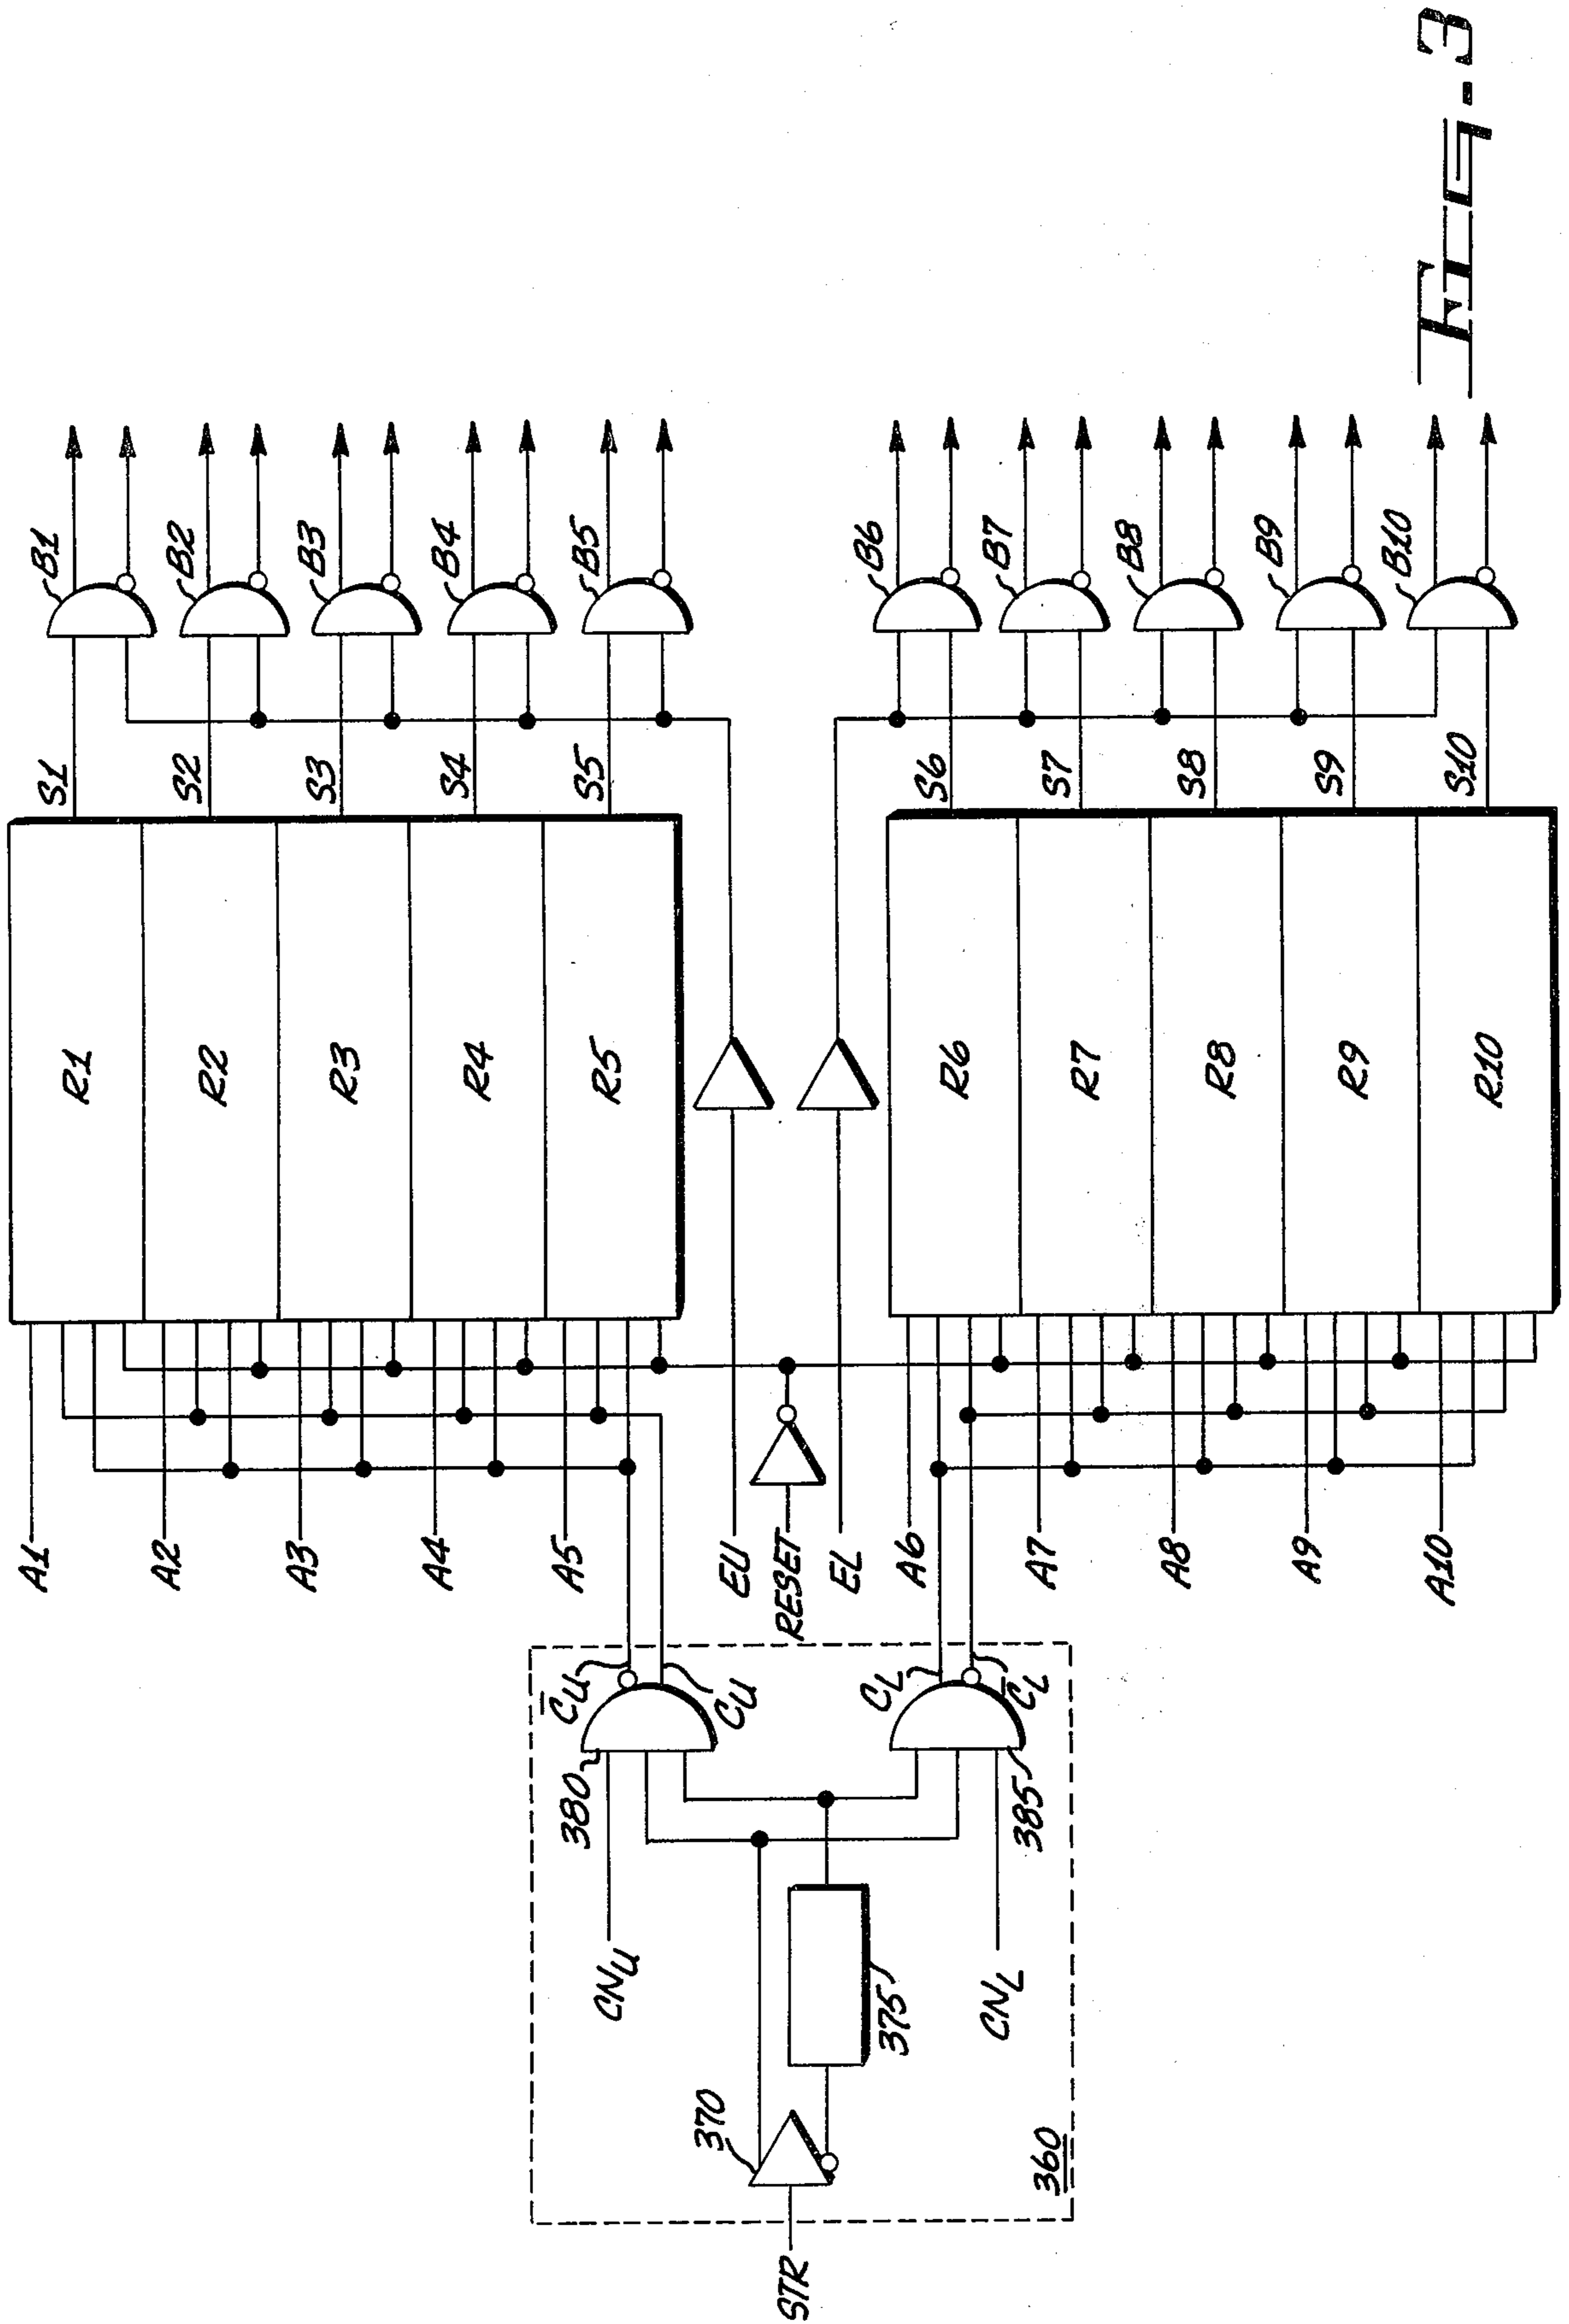 Fig-3
B1
B2
B3
B4
B5
B6
B7
B8
B9
B10
S1
S2
S3
S4
S5
S6
S7
S8
S9
S10
R1
R2
R3
R4
R5
R6
R7
R8
R9
R10
A1
A2
A3
A4
A5
EU
RESET
EL
A6
A7
A8
A9
A10
C̅U
CU
CL
C̅L
380
385
CNU
CNL
375
370
360
STR